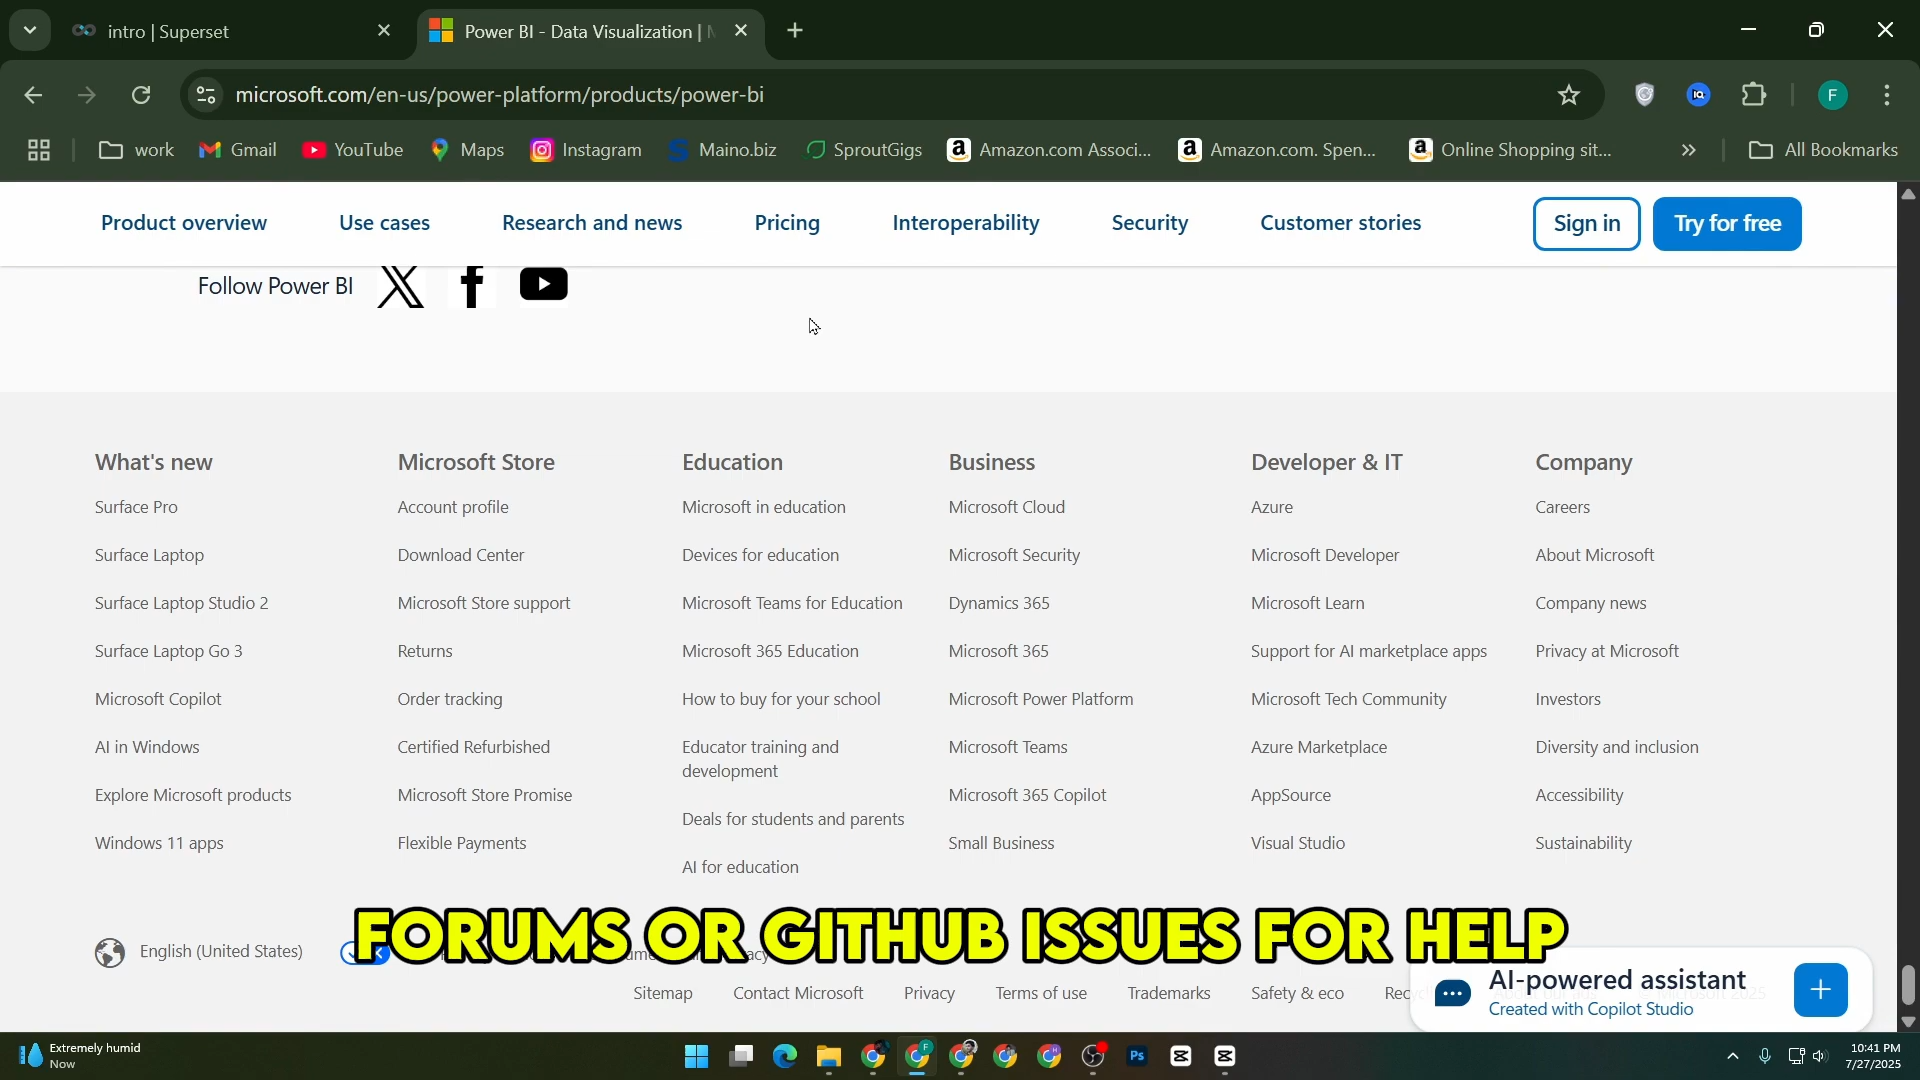 intro | Superset
Power BI - Data Visualization |
microsoft.com/en-us/power-platform/products/power-bi
F
work
Gmail
YouTube
Maps
Instagram
Maino.biz
SproutGigs
Amazon.com Associ...
Amazon.com. Spen...
Online Shopping sit...
All Bookmarks
Product overview
Use cases
Research and news
Pricing
Interoperability
Security
Customer stories
Sign in
Try for free
Follow Power BI
What's new
Surface Pro
Surface Laptop
Surface Laptop Studio 2
Surface Laptop Go 3
Microsoft Copilot
AI in Windows
Explore Microsoft products
Windows 11 apps
Microsoft Store
Account profile
Download Center
Microsoft Store support
Returns
Order tracking
Certified Refurbished
Microsoft Store Promise
Flexible Payments
Education
Microsoft in education
Devices for education
Microsoft Teams for Education
Microsoft 365 Education
How to buy for your school
Educator training and
development
Deals for students and parents
AI for education
Business
Microsoft Cloud
Microsoft Security
Dynamics 365
Microsoft 365
Microsoft Power Platform
Microsoft Teams
Microsoft 365 Copilot
Small Business
Developer & IT
Azure
Microsoft Developer
Microsoft Learn
Support for AI marketplace apps
Microsoft Tech Community
Azure Marketplace
AppSource
Visual Studio
Company
Careers
About Microsoft
Company news
Privacy at Microsoft
Investors
Diversity and inclusion
Accessibility
Sustainability
FORUMS OR GITHUB ISSUES FOR HELP
English (United States)
Sitemap
Contact Microsoft
Privacy
Terms of use
Trademarks
Safety & eco
AI-powered assistant
Created with Copilot Studio
Extremely humid
Now
10:41 PM
7/27/2025